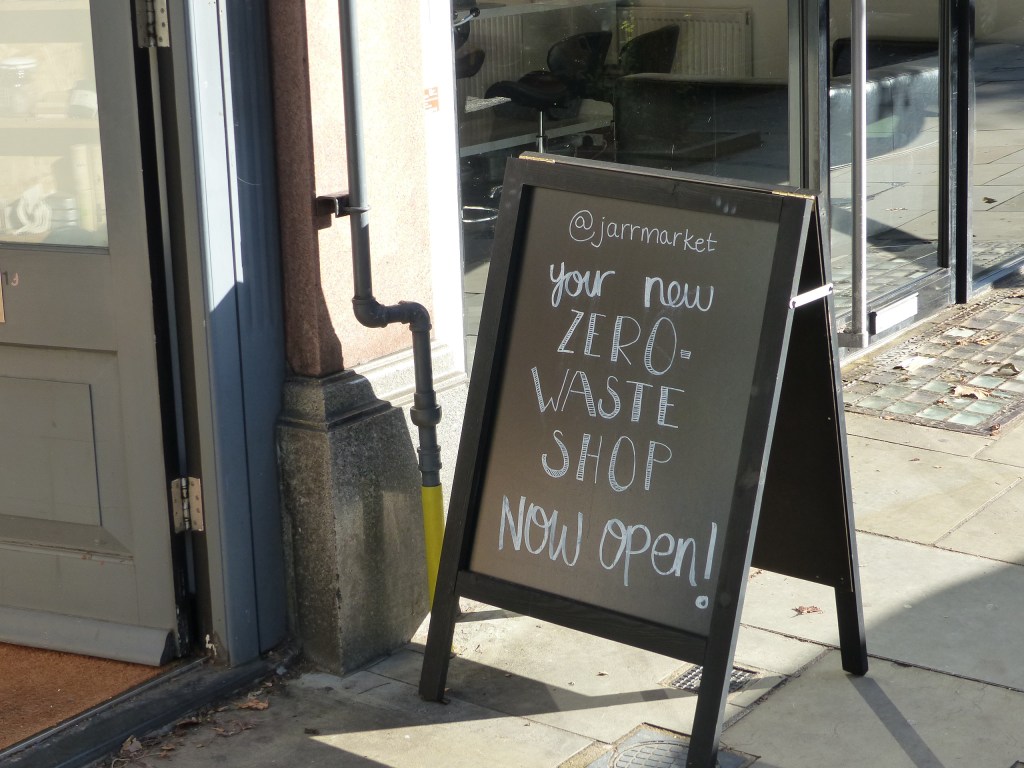 @jarrmarket
your new
ZERO-
WASTE
SHOP
Now open!